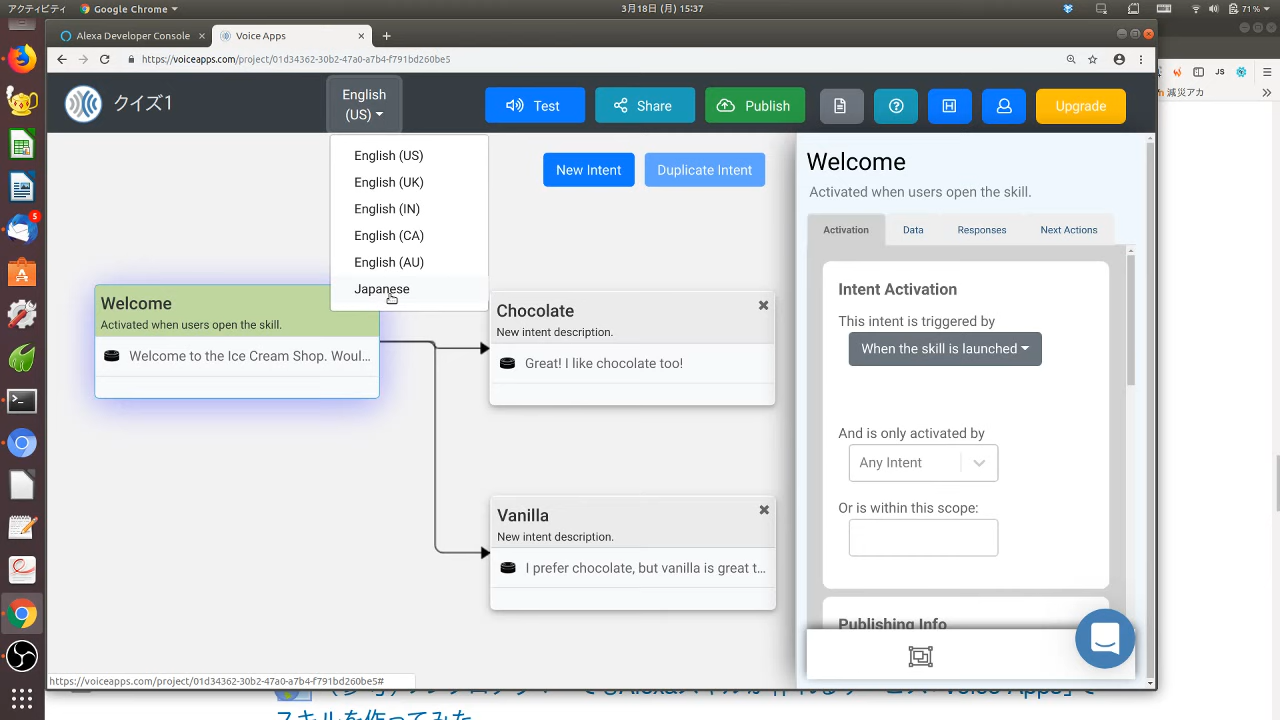 アクティビティ
Google Chrome
3月18日(月) 15:37
71%
Alexa Developer Console
Voice Apps
https://voiceapps.com/project/01d34362-30b2-47a0-a7b4-f791bd260be5
JS
減災アカ
クイズ1
English
(US)
Test
Share
Publish
Upgrade
English (US)
English (UK)
English (IN)
English (CA)
English (AU)
Japanese
New Intent
Duplicate Intent
Welcome
Activated when users open the skill.
Welcome to the Ice Cream Shop. Woul...
Chocolate
New intent description.
Great! I like chocolate too!
Vanilla
New intent description.
I prefer chocolate, but vanilla is great t...
Welcome
Activated when users open the skill.
Activation
Data
Responses
Next Actions
Intent Activation
This intent is triggered by
When the skill is launched
And is only activated by
Any Intent
Or is within this scope:
Publishing Info
5
https://voiceapps.com/project/01d34362-30b2-47a0-a7b4-f791bd260be5#
スキルを作ってみた